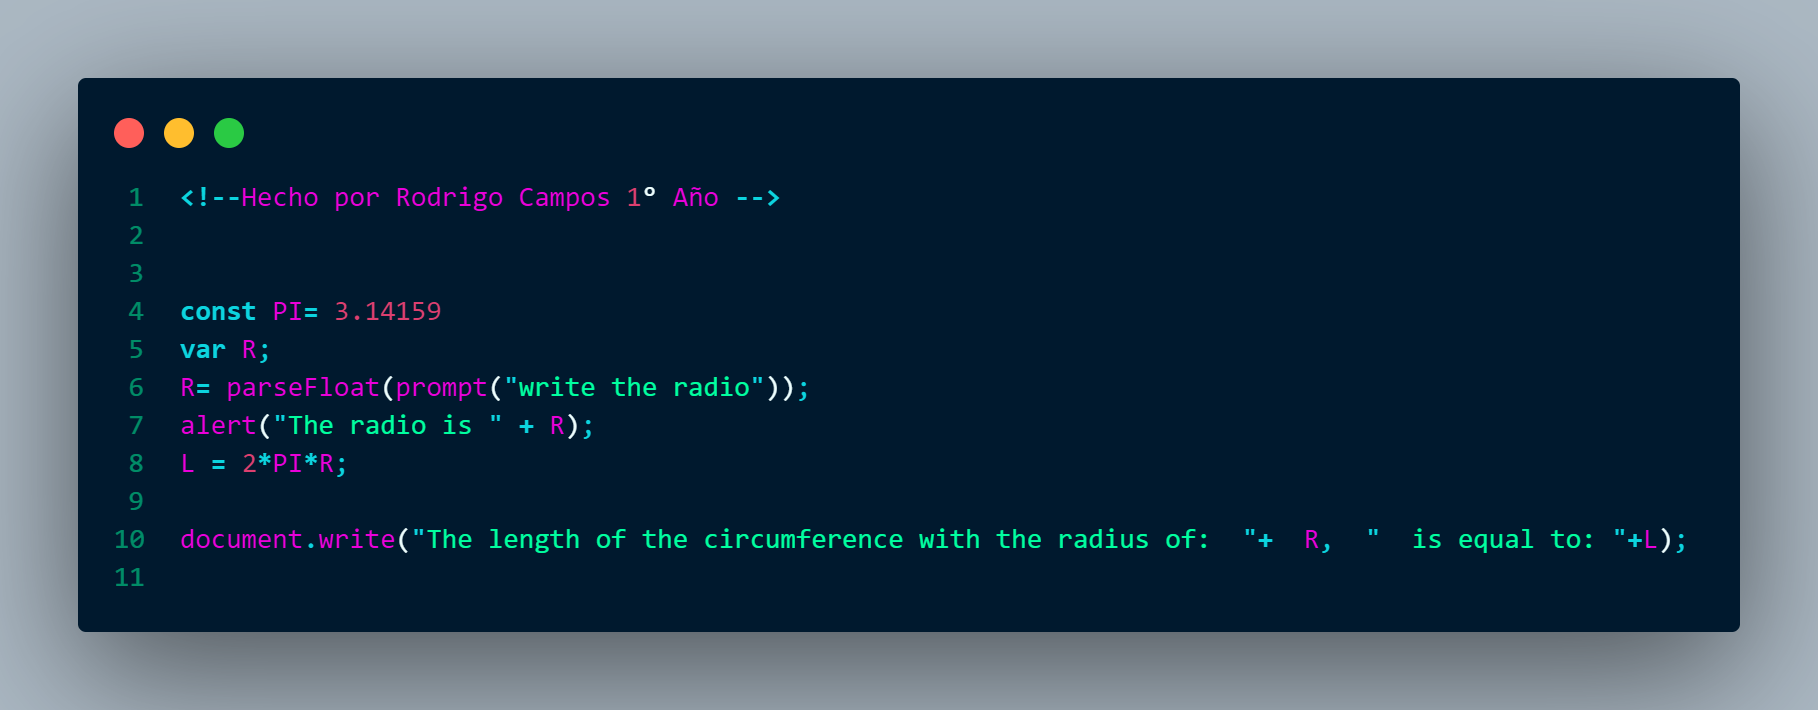 1 <!--Hecho por Rodrigo Campos 1º Año -->
2
3
4 const PI= 3.14159
5 var R;
6 R= parseFloat(prompt("write the radio"));
7 alert("The radio is " + R);
8 L = 2*PI*R;
9
10 document.write("The length of the circumference with the radius of:  "+  R,  "  is equal to: "+L);
11